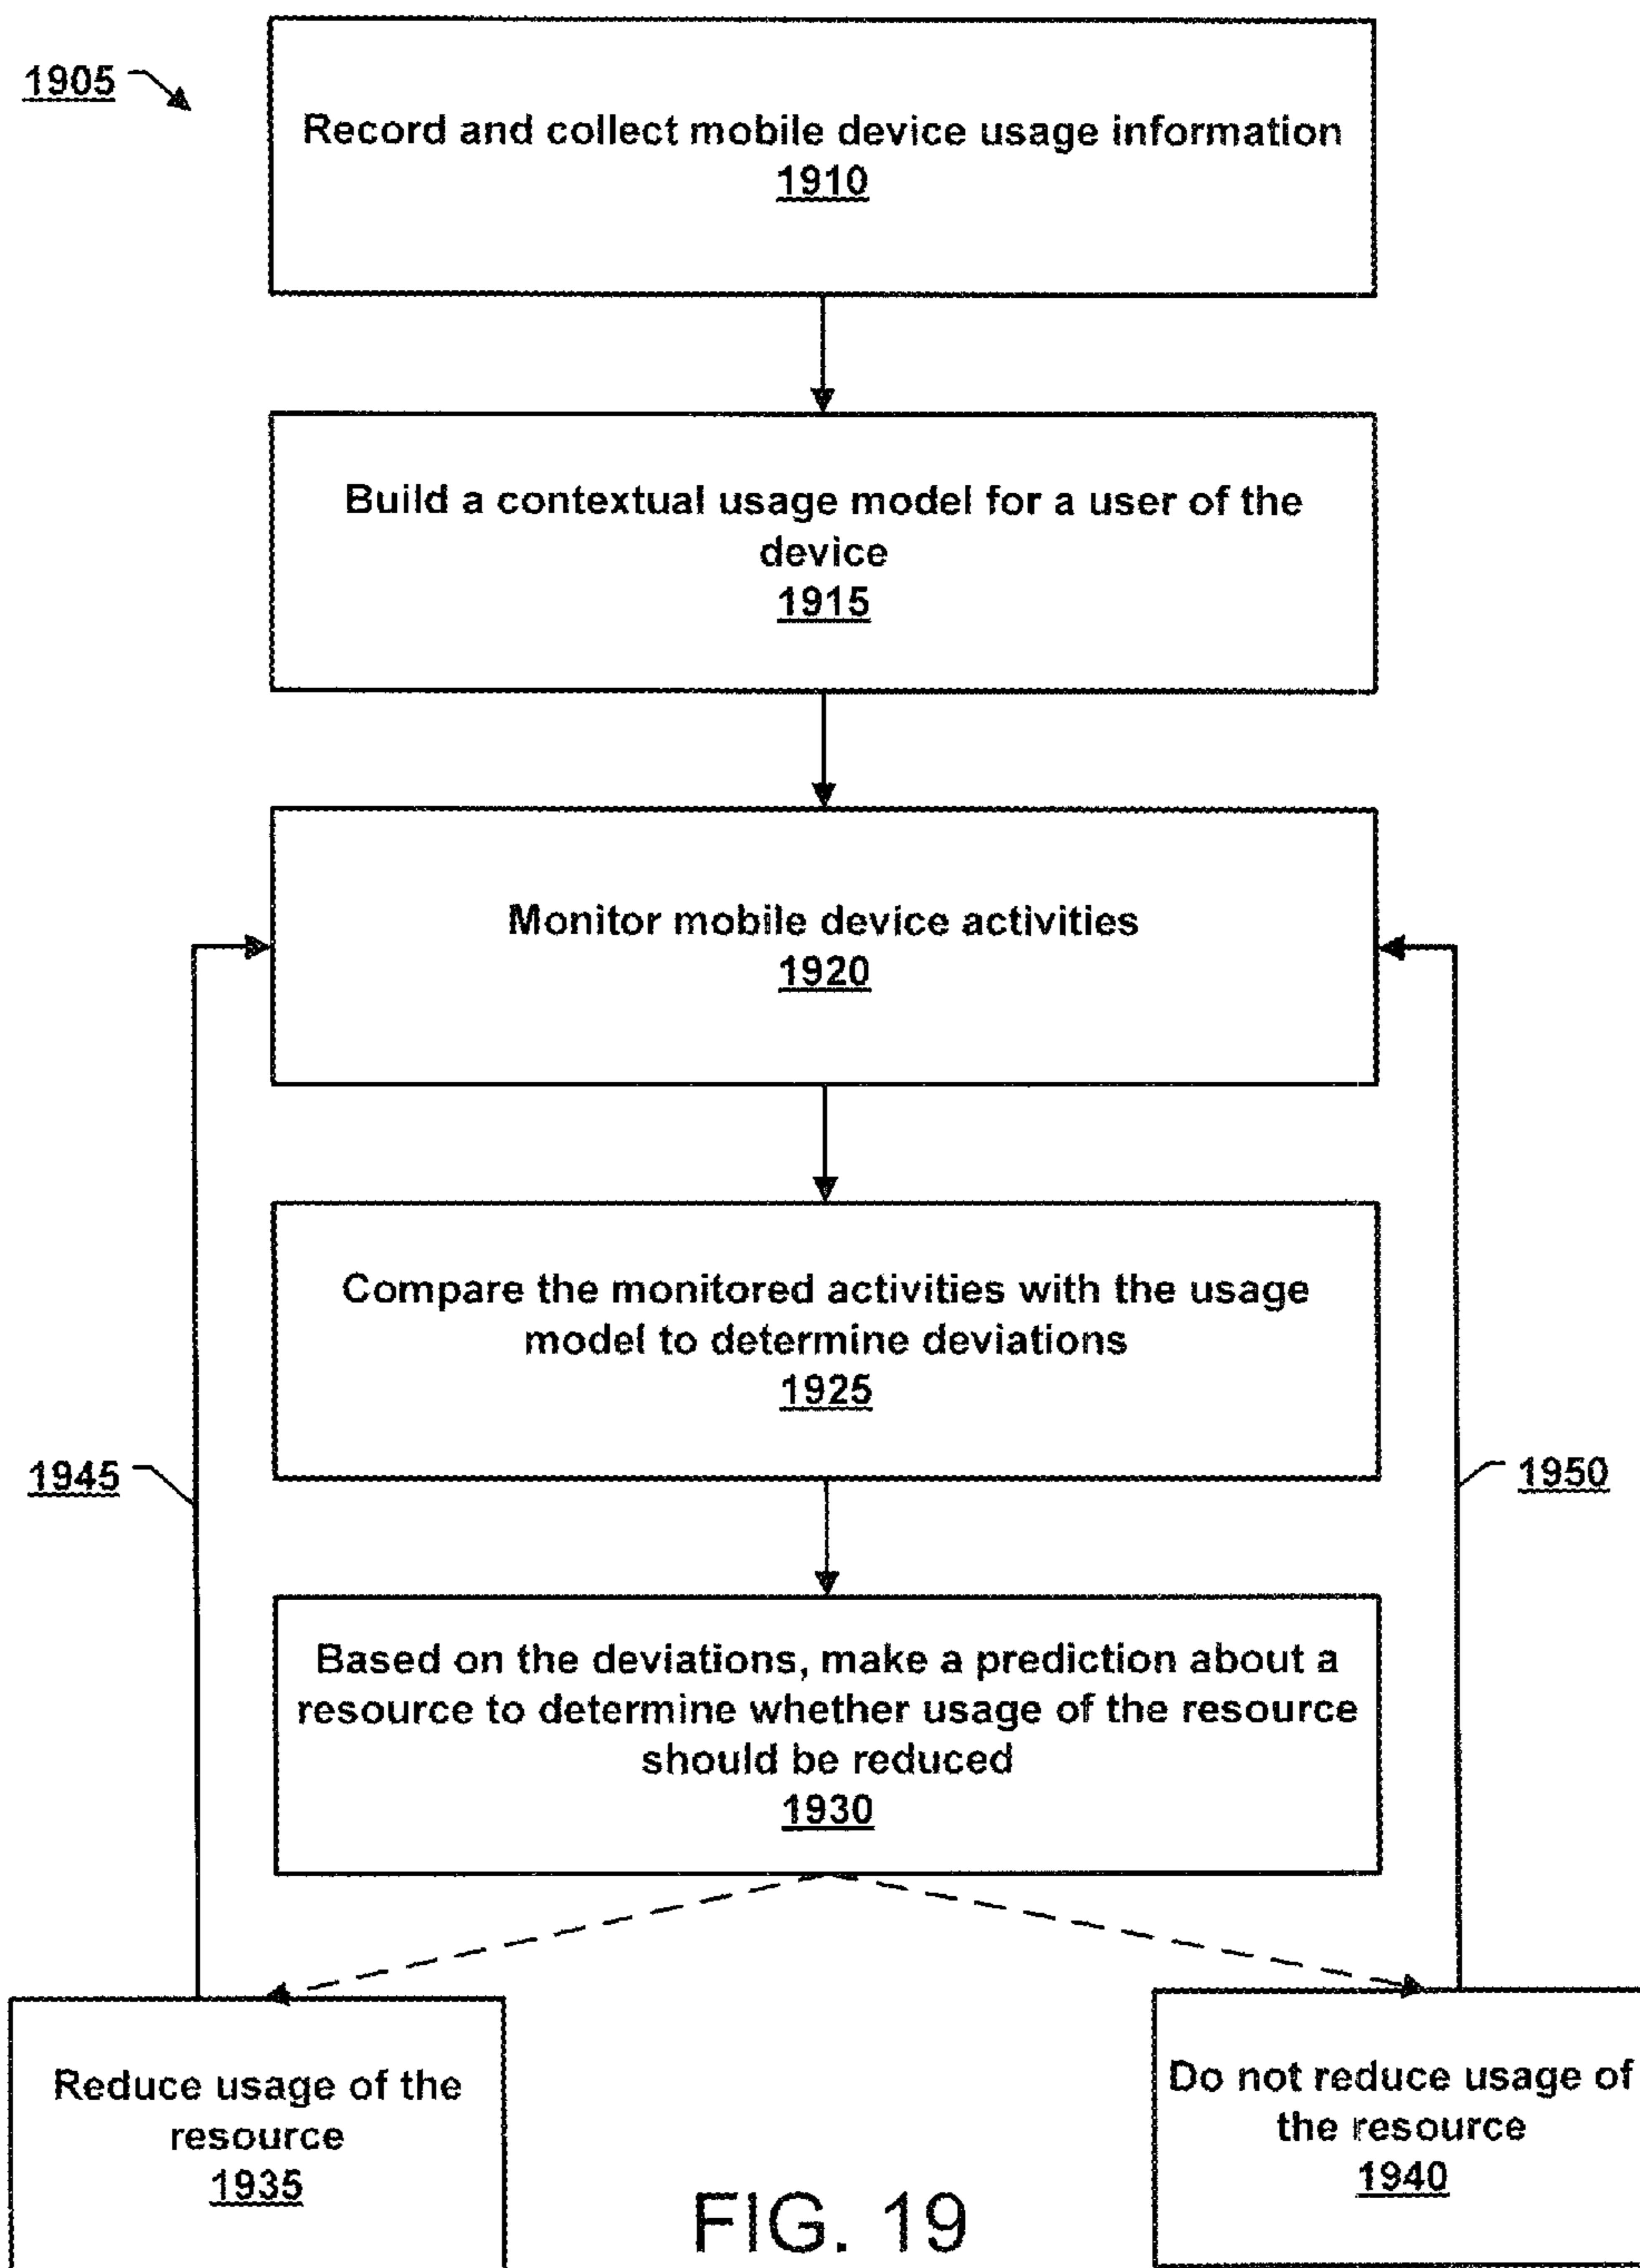 1905
Record and collect mobile device usage information
1910
Build a contextual usage model for a user of the
device
1915
Monitor mobile device activities
1920
Compare the monitored activities with the usage
model to determine deviations
1925
1945
1950
Based on the deviations, make a prediction about a
resource to determine whether usage of the resource
should be reduced
1930
Reduce usage of the
resource
1935
Do not reduce usage of
the resource
1940
FIG. 19